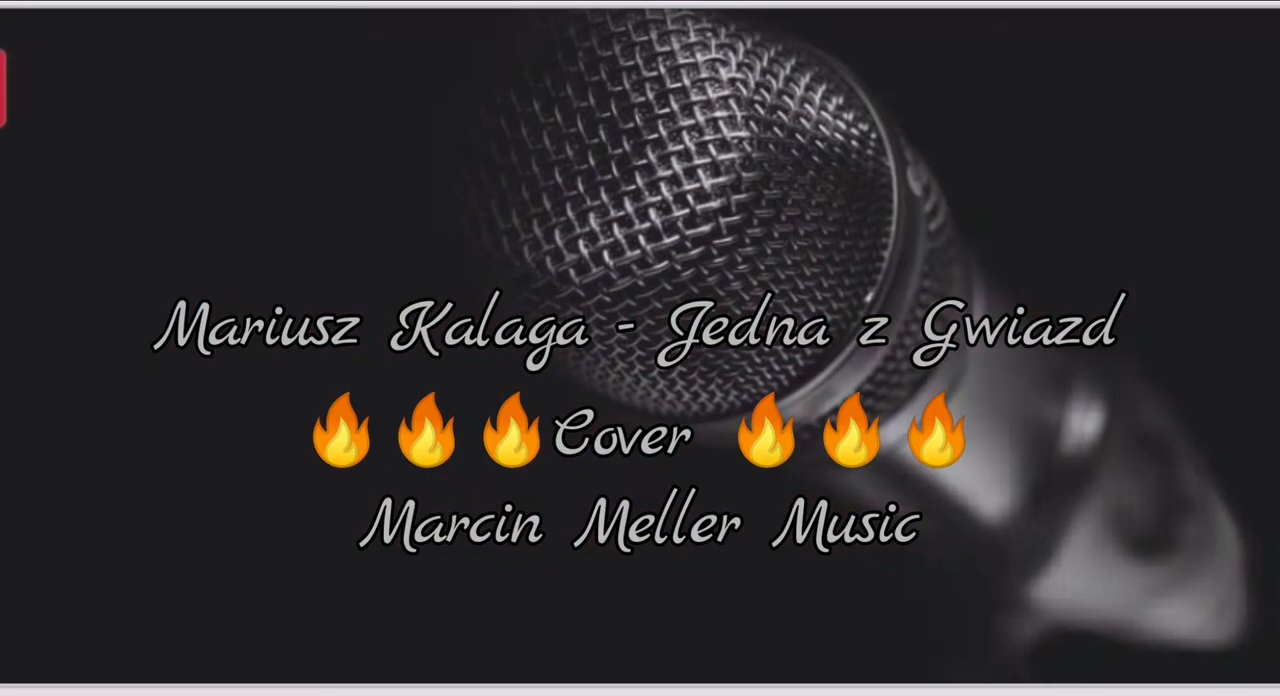 Mariusz Kalaga - Jedna z Gwiazd
🔥🔥🔥Cover 🔥🔥🔥
Marcin Meller Music